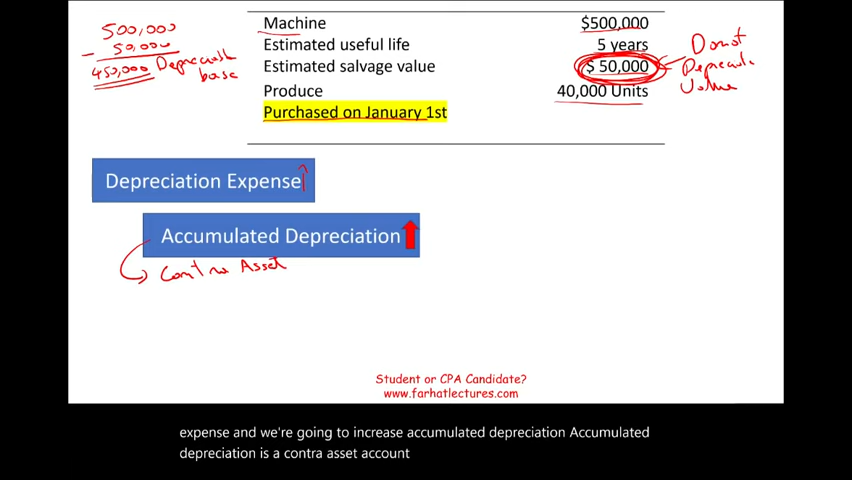 500,000
- 50,000
450,000 Depreciable base
Machine $500,000
Estimated useful life 5 years
Estimated salvage value $ 50,000
Produce 40,000 Units
Purchased on January 1st
Do not
Value
Depreciation Expense
Accumulated Depreciation
Contra Asset
Student or CPA Candidate?
www.farhatlectures.com
expense and we're going to increase accumulated depreciation Accumulated
depreciation is a contra asset account